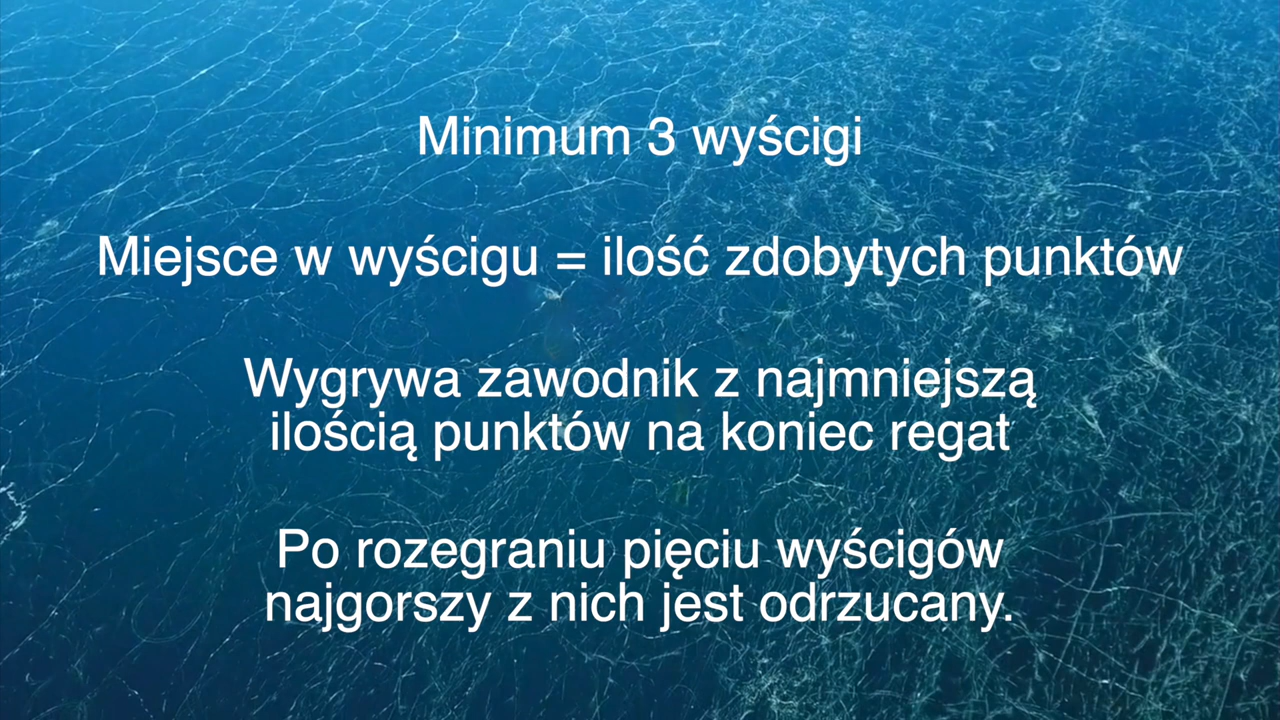 Minimum 3 wyścigi
Miejsce w wyścigu = ilość zdobytych punktów
Wygrywa zawodnik z najmniejszą
ilością punktów na koniec regat
Po rozegraniu pięciu wyścigów
najgorszy z nich jest odrzucany.